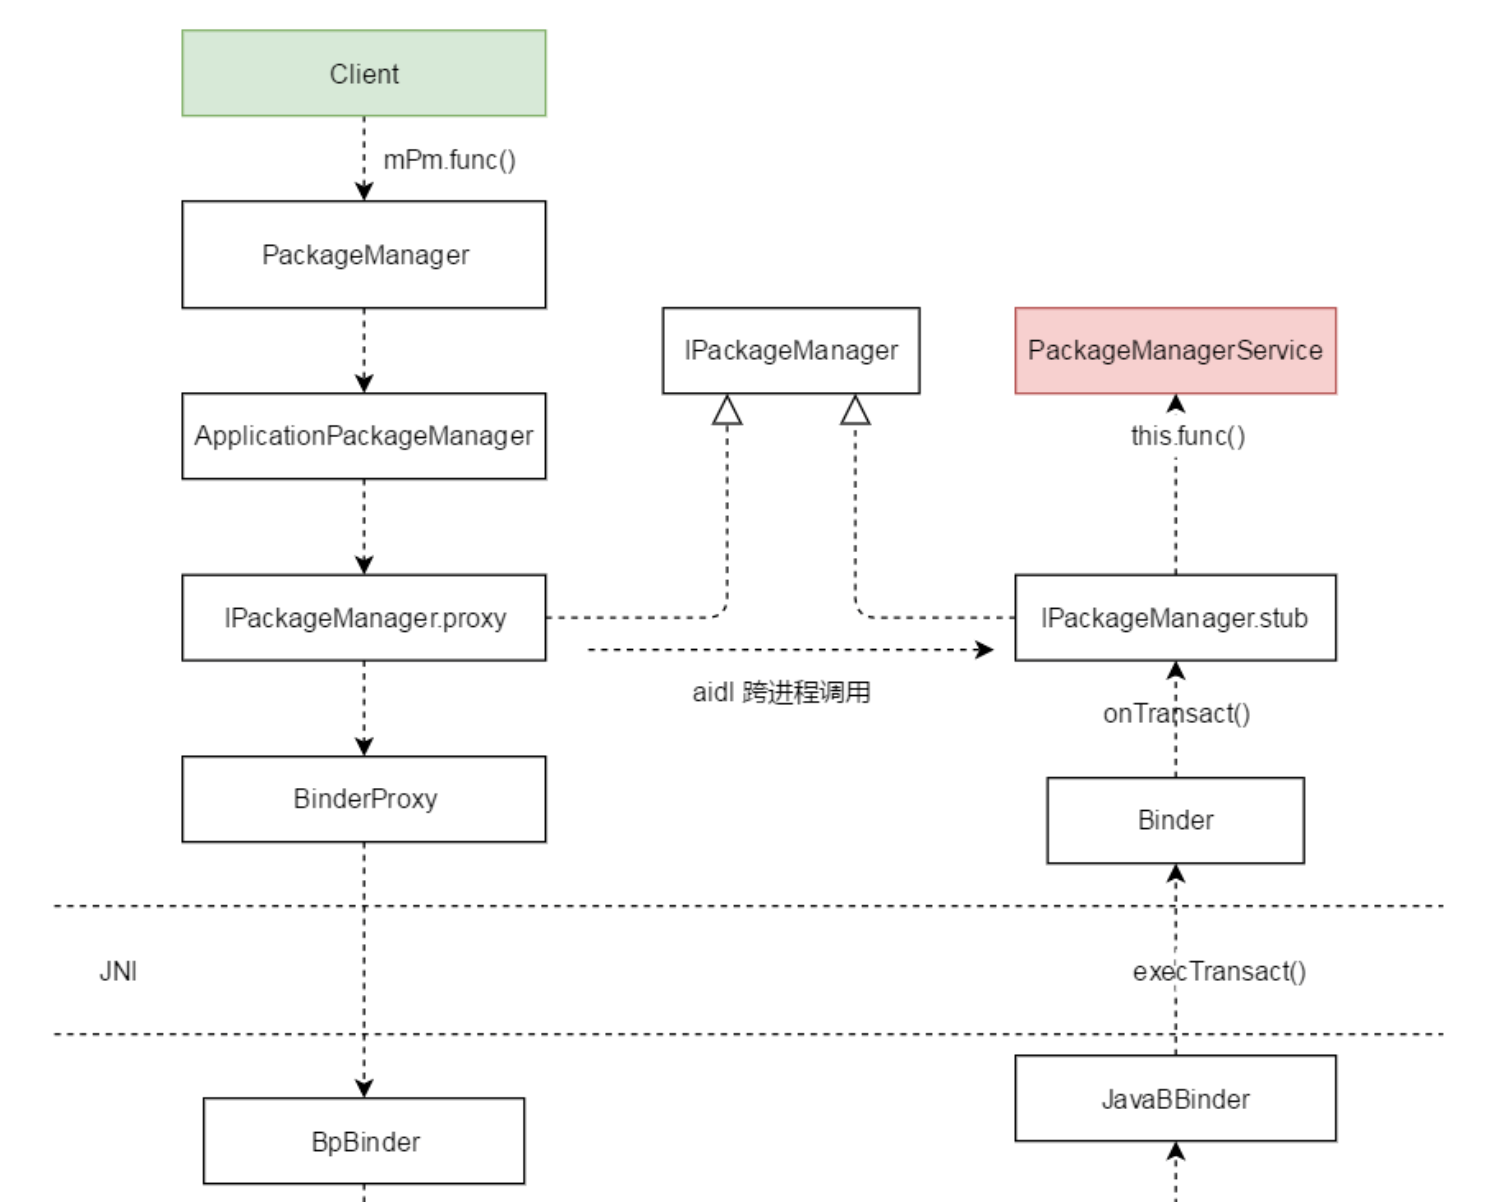 Client
mPm.func()
PackageManager
IPackageManager
PackageManagerService
ApplicationPackageManager
this.func()
IPackageManager.proxy
IPackageManager.stub
aidl 跨进程调用
onTransact()
BinderProxy
Binder
JNI
execTransact()
JavaBBinder
BpBinder